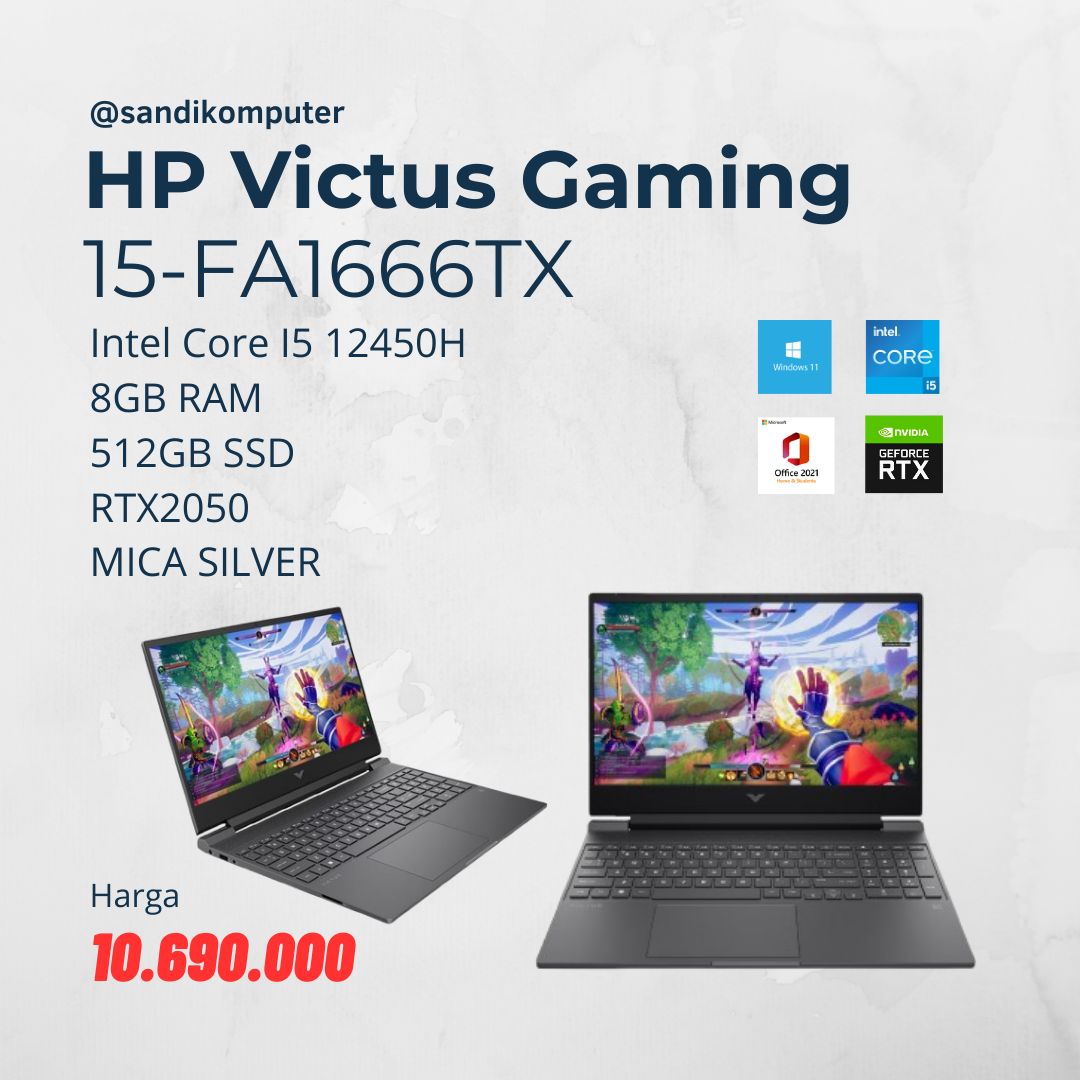 @sandikomputer
HP Victus Gaming
15-FA1666TX
Intel Core I5 12450H
8GB RAM
512GB SSD
RTX2050
MICA SILVER
Windows 11
intel.
CORE
i5
Microsoft
Office 2021
Home & Students
NVIDIA
GEFORCE
RTX
Harga
10.690.000